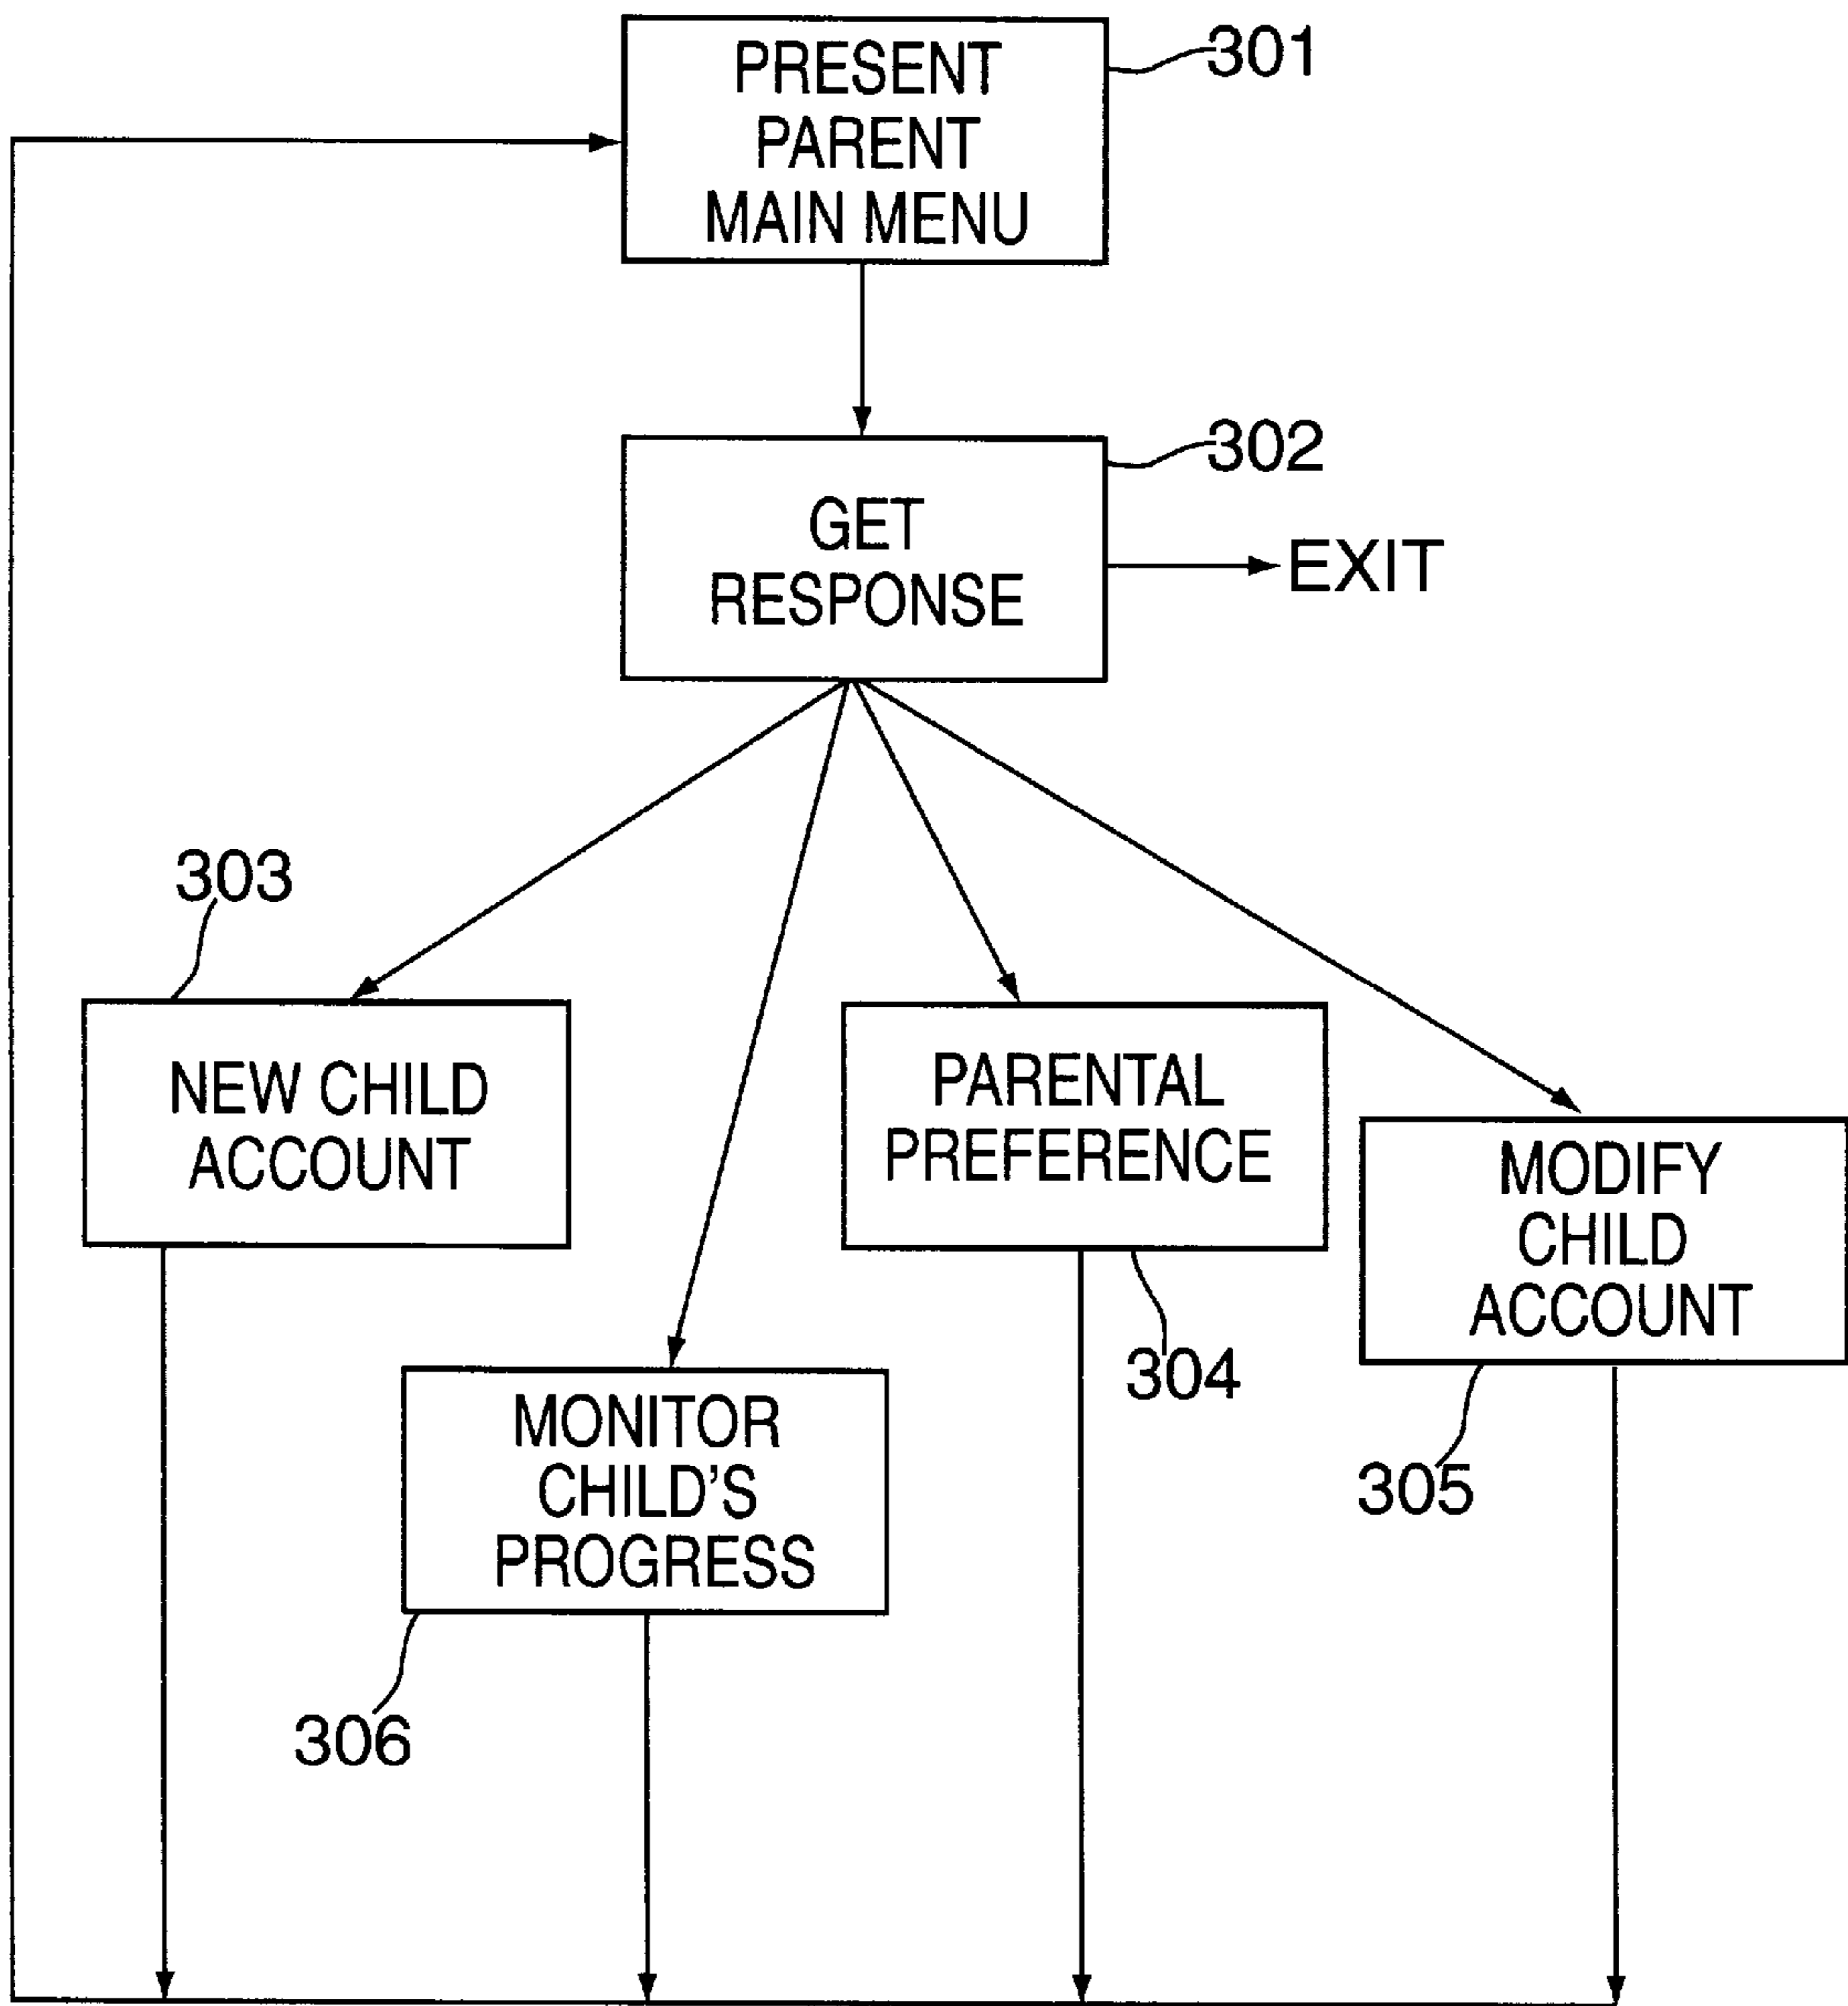 PRESENT
PARENT
MAIN MENU
301
GET
RESPONSE
302
EXIT
303
NEW CHILD
ACCOUNT
PARENTAL
PREFERENCE
304
MODIFY
CHILD
ACCOUNT
305
MONITOR
CHILD'S
PROGRESS
306